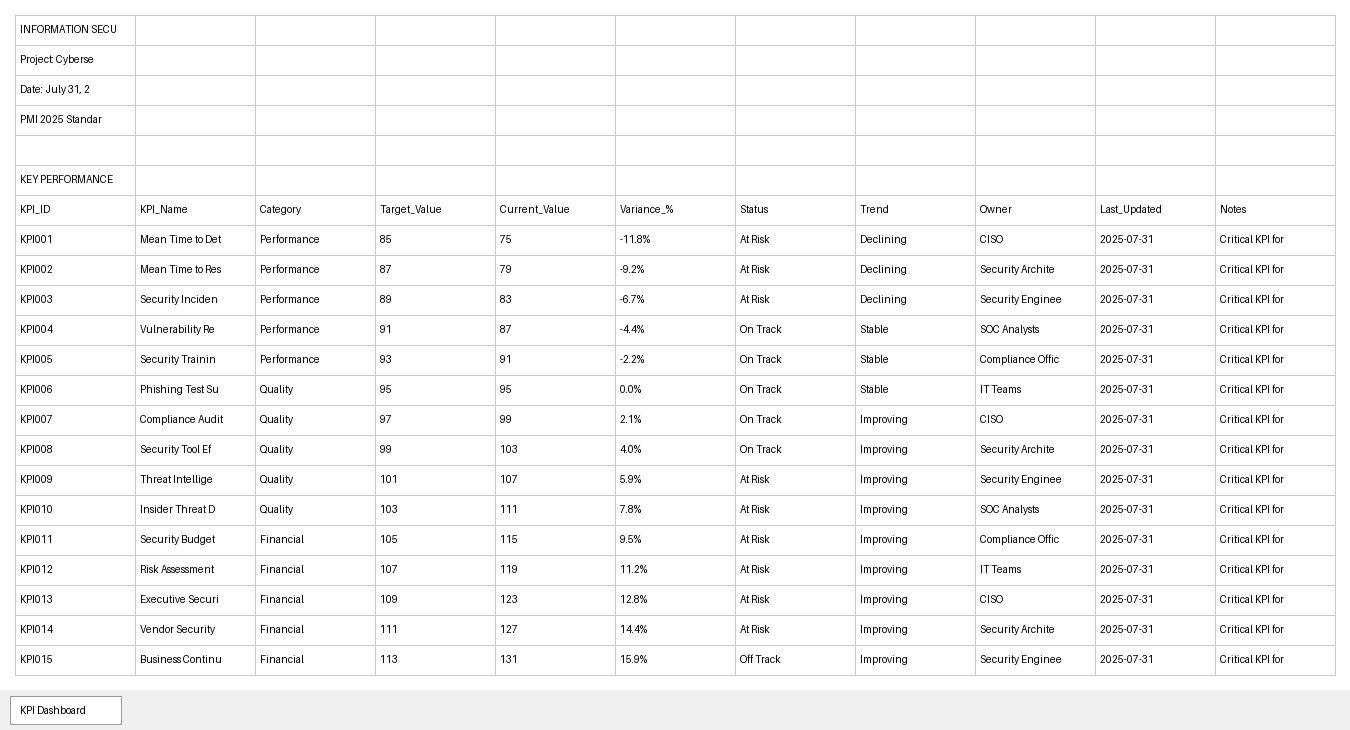 INFORMATION SECU
Project: Cyberse
Date: July 31, 2
PMI 2025 Standar
KEY PERFORMANCE
KPI_ID KPI_Name Category Target_Value Current_Value Variance_% Status Trend Owner Last_Updated Notes
KPI001 Mean Time to Det Performance 85 75 -11.8% At Risk Declining CISO 2025-07-31 Critical KPI for
KPI002 Mean Time to Res Performance 87 79 -9.2% At Risk Declining Security Archite 2025-07-31 Critical KPI for
KPI003 Security Inciden Performance 89 83 -6.7% At Risk Declining Security Enginee 2025-07-31 Critical KPI for
KPI004 Vulnerability Re Performance 91 87 -4.4% On Track Stable SOC Analysts 2025-07-31 Critical KPI for
KPI005 Security Trainin Performance 93 91 -2.2% On Track Stable Compliance Offic 2025-07-31 Critical KPI for
KPI006 Phishing Test Su Quality 95 95 0.0% On Track Stable IT Teams 2025-07-31 Critical KPI for
KPI007 Compliance Audit Quality 97 99 2.1% On Track Improving CISO 2025-07-31 Critical KPI for
KPI008 Security Tool Ef Quality 99 103 4.0% On Track Improving Security Archite 2025-07-31 Critical KPI for
KPI009 Threat Intellige Quality 101 107 5.9% At Risk Improving Security Enginee 2025-07-31 Critical KPI for
KPI010 Insider Threat D Quality 103 111 7.8% At Risk Improving SOC Analysts 2025-07-31 Critical KPI for
KPI011 Security Budget Financial 105 115 9.5% At Risk Improving Compliance Offic 2025-07-31 Critical KPI for
KPI012 Risk Assessment Financial 107 119 11.2% At Risk Improving IT Teams 2025-07-31 Critical KPI for
KPI013 Executive Securi Financial 109 123 12.8% At Risk Improving CISO 2025-07-31 Critical KPI for
KPI014 Vendor Security Financial 111 127 14.4% At Risk Improving Security Archite 2025-07-31 Critical KPI for
KPI015 Business Continu Financial 113 131 15.9% Off Track Improving Security Enginee 2025-07-31 Critical KPI for
KPI Dashboard